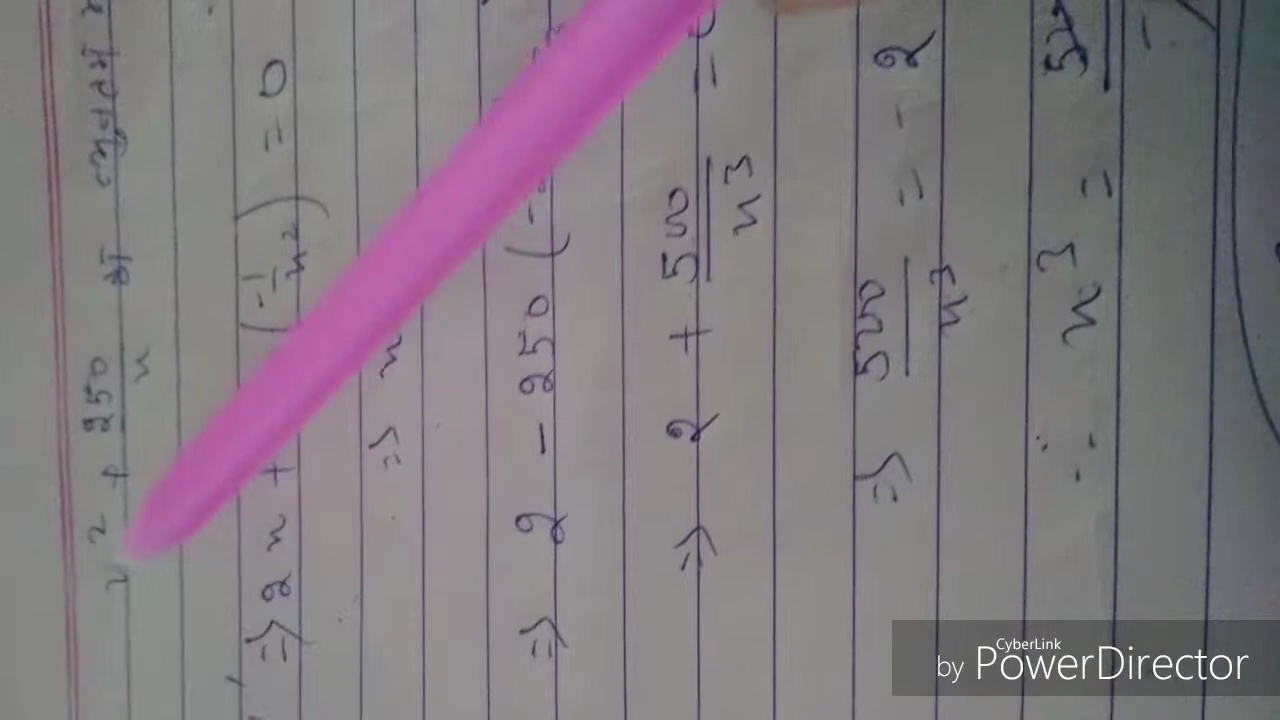 x² + 250/x का न्युनतम
⇒ 2x + (-1/x²) = 0
⇒ x
⇒ 2 - 250 (-2
⇒ 2 + 500/x³ =
⇒ 500/x³ = - 2
∴ x³ =
by CyberLink PowerDirector